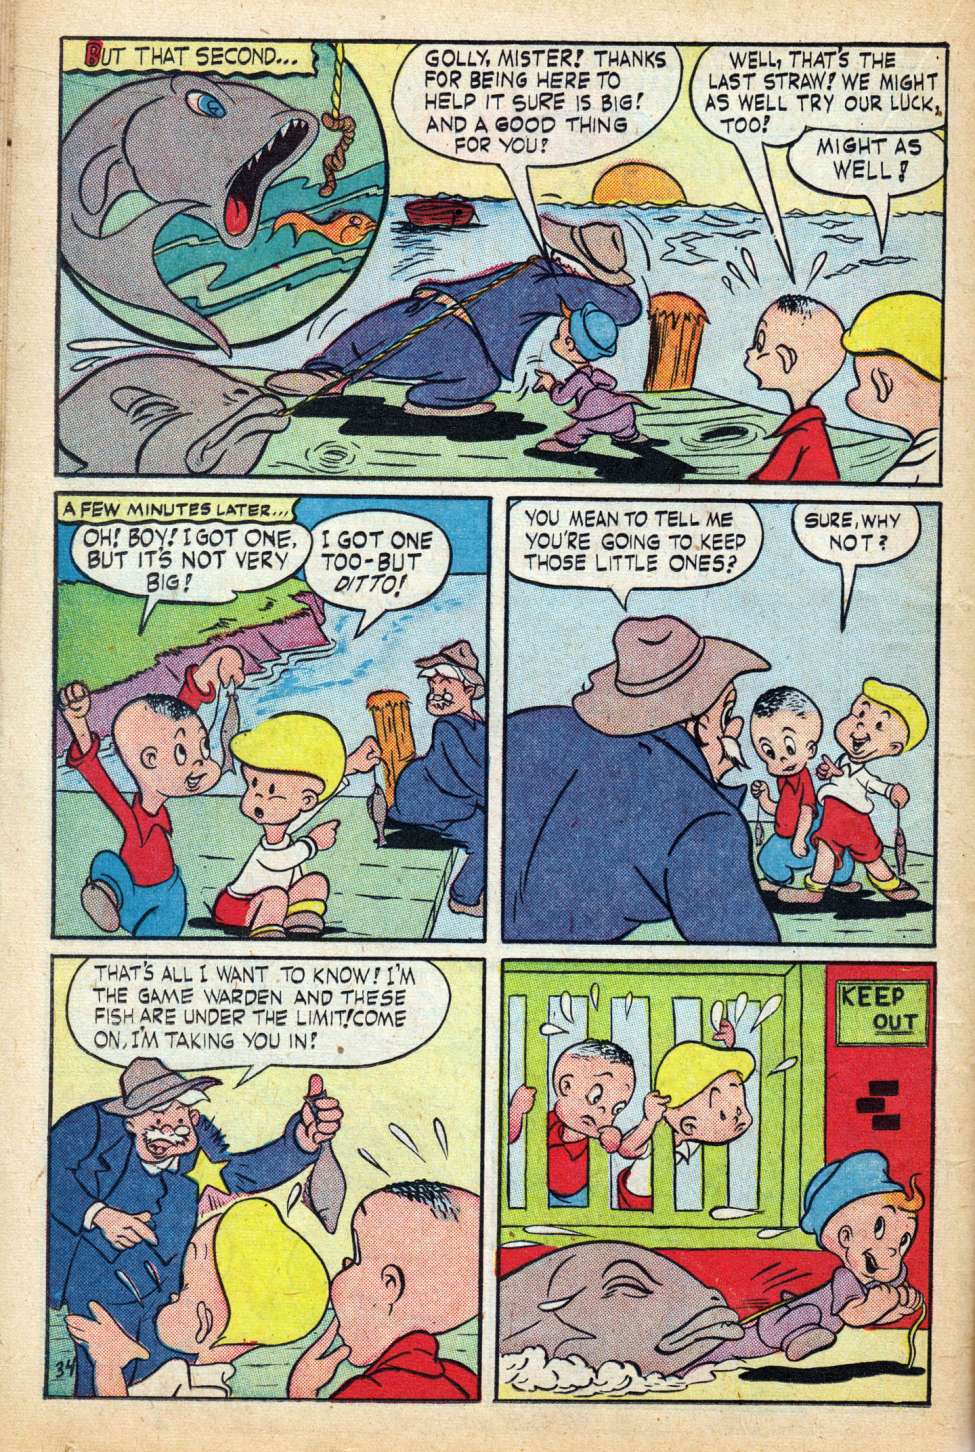 BUT THAT SECOND...
GOLLY, MISTER! THANKS
FOR BEING HERE TO
HELP IT SURE IS BIG!
AND A GOOD THING
FOR YOU!
WELL, THAT'S THE
LAST STRAW! WE MIGHT
AS WELL TRY OUR LUCK,
TOO!
MIGHT AS
WELL!
A FEW MINUTES LATER...
OH! BOY! I GOT ONE,
BUT IT'S NOT VERY
BIG!
I GOT ONE
TOO-BUT
DITTO!
YOU MEAN TO TELL ME
YOU'RE GOING TO KEEP
THOSE LITTLE ONES?
SURE, WHY
NOT?
THAT'S ALL I WANT TO KNOW! I'M
THE GAME WARDEN AND THESE
FISH ARE UNDER THE LIMIT! COME
ON, I'M TAKING YOU IN!
34
KEEP
OUT